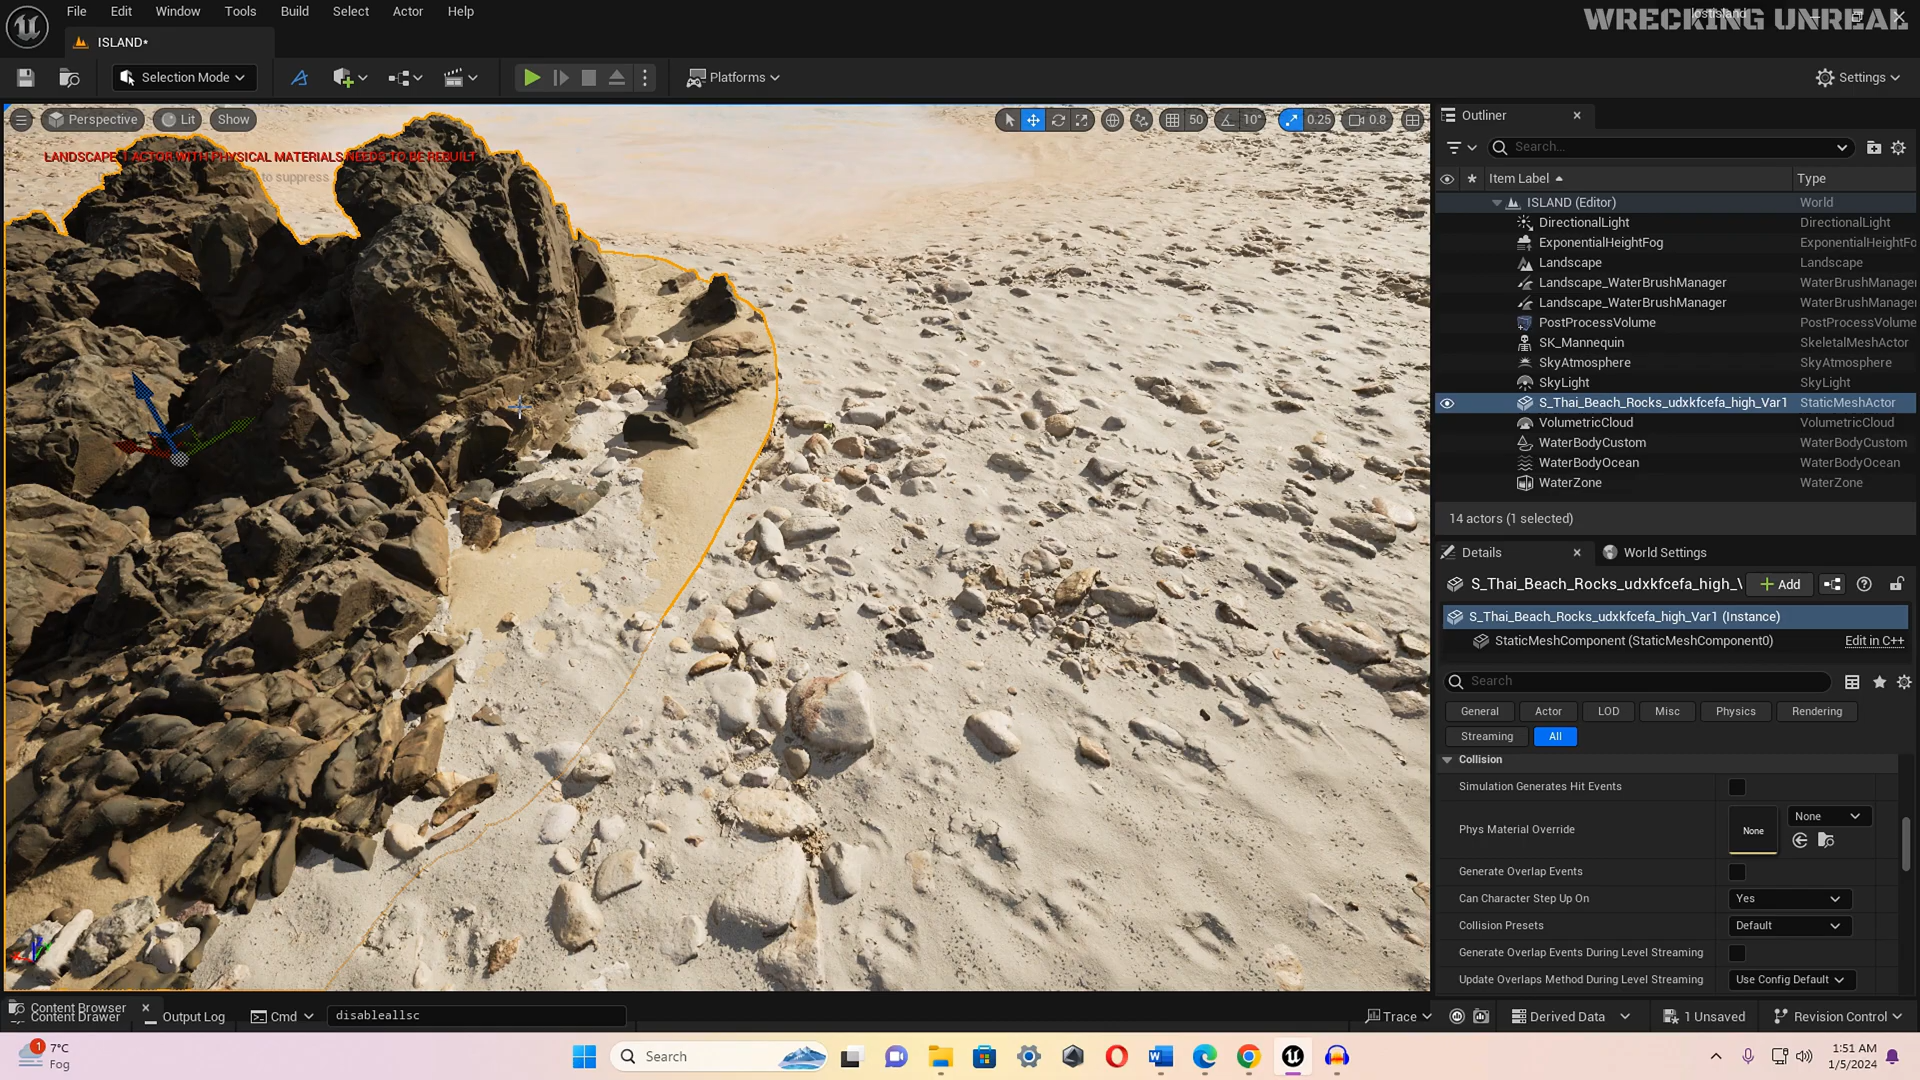 File Edit Window Tools Build Select Actor Help
lostisland
WRECKING UNREAL
ISLAND*
Selection Mode
Platforms
Settings
Perspective
Lit
Show
50
10°
0.25
0.8
LANDSCAPE: 1 ACTOR WITH PHYSICAL MATERIALS NEEDS TO BE REBUILT
to suppress
Outliner
Search...
Item Label
Type
ISLAND (Editor) World
DirectionalLight DirectionalLight
ExponentialHeightFog ExponentialHeightFo
Landscape Landscape
Landscape_WaterBrushManager WaterBrushManager
Landscape_WaterBrushManager WaterBrushManager
PostProcessVolume PostProcessVolume
SK_Mannequin SkeletalMeshActor
SkyAtmosphere SkyAtmosphere
SkyLight SkyLight
S_Thai_Beach_Rocks_udxkfcefa_high_Var1 StaticMeshActor
VolumetricCloud VolumetricCloud
WaterBodyCustom WaterBodyCustom
WaterBodyOcean WaterBodyOcean
WaterZone WaterZone
14 actors (1 selected)
Details
World Settings
S_Thai_Beach_Rocks_udxkfcefa_high_V
Add
S_Thai_Beach_Rocks_udxkfcefa_high_Var1 (Instance)
StaticMeshComponent (StaticMeshComponent0) Edit in C++
Search
General Actor LOD Misc Physics Rendering
Streaming All
Collision
Simulation Generates Hit Events
Phys Material Override None None
Generate Overlap Events
Can Character Step Up On Yes
Collision Presets Default
Generate Overlap Events During Level Streaming
Update Overlaps Method During Level Streaming Use Config Default
Content Browser
Content Drawer
Output Log
Cmd
disableallsc
Trace
Derived Data
1 Unsaved
Revision Control
1
7°C
Fog
Search
1:51 AM
1/5/2024